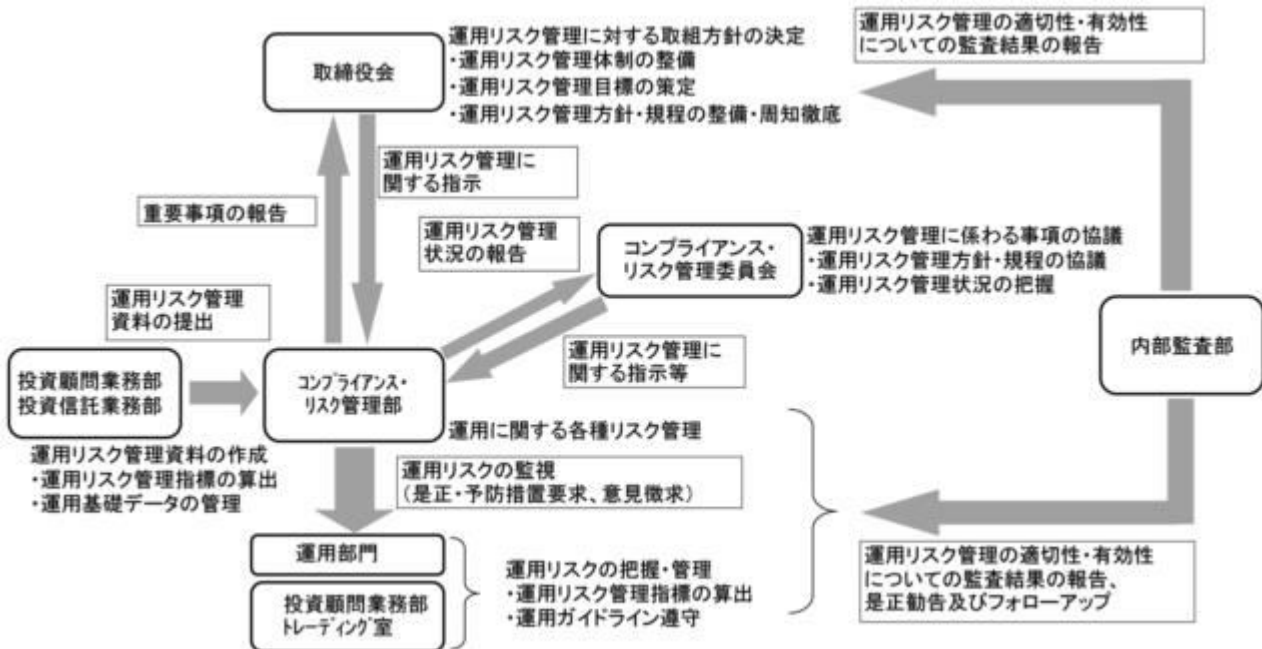 取締役会
運用リスク管理に対する取組方針の決定
・運用リスク管理体制の整備
・運用リスク管理目標の策定
・運用リスク管理方針・規程の整備・周知徹底
運用リスク管理の適切性・有効性
についての監査結果の報告
運用リスク管理に
関する指示
重要事項の報告
運用リスク管理
状況の報告
コンプライアンス・
リスク管理委員会
運用リスク管理に係わる事項の協議
・運用リスク管理方針・規程の協議
・運用リスク管理状況の把握
運用リスク管理
資料の提出
内部監査部
運用リスク管理に
関する指示等
投資顧問業務部
投資信託業務部
コンプライアンス・
リスク管理部
運用に関する各種リスク管理
運用リスク管理資料の作成
・運用リスク管理指標の算出
・運用基礎データの管理
運用リスクの監視
(是正・予防措置要求、意見徴求)
運用部門
投資顧問業務部
トレーディング室
運用リスクの把握・管理
・運用リスク管理指標の算出
・運用ガイドライン遵守
運用リスク管理の適切性・有効性
についての監査結果の報告、
是正勧告及びフォローアップ